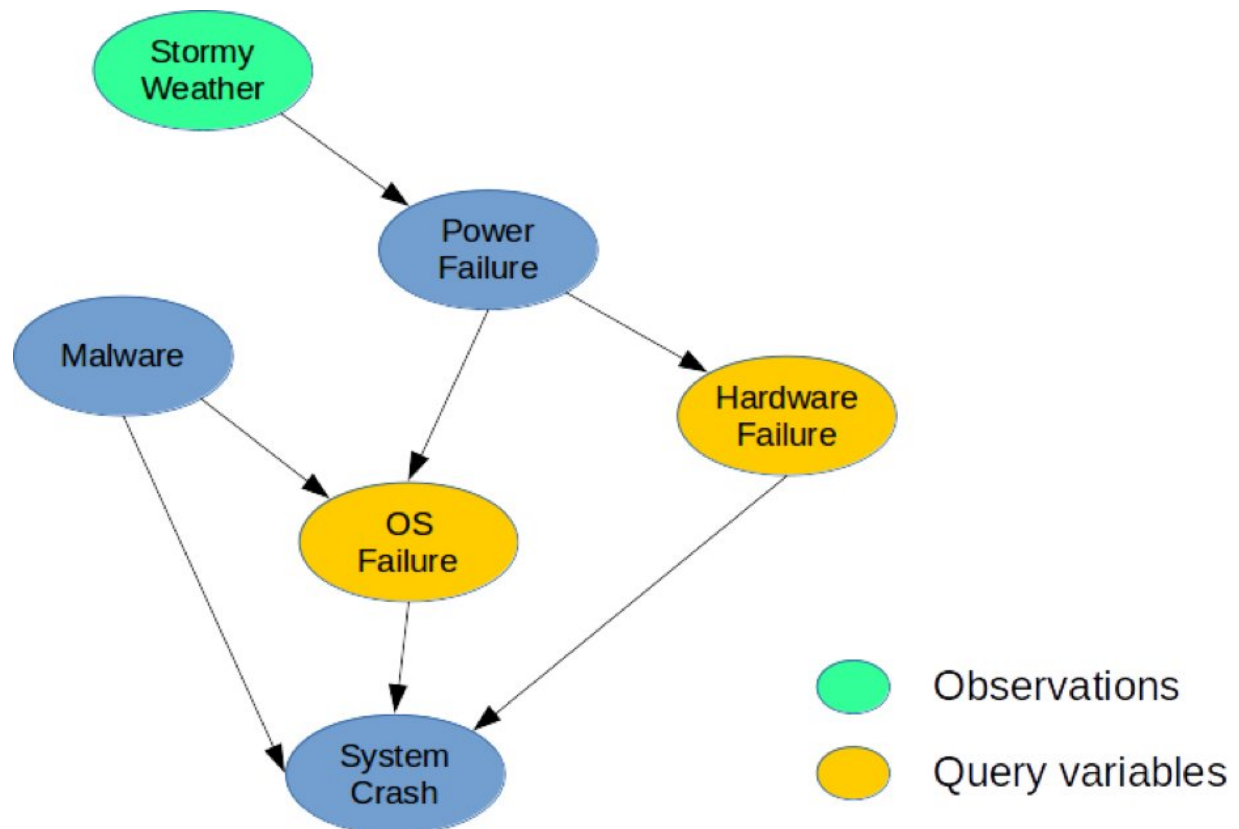 Stormy
Weather
Power
Failure
Malware
Hardware
Failure
OS
Failure
System
Crash
Observations
Query variables